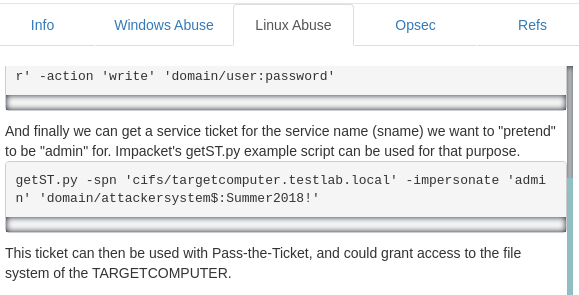 Info Windows Abuse Linux Abuse Opsec Refs
r' -action 'write' 'domain/user:password'
And finally we can get a service ticket for the service name (sname) we want to "pretend"
to be "admin" for. Impacket's getST.py example script can be used for that purpose.
getST.py -spn 'cifs/targetcomputer.testlab.local' -impersonate 'admi
n' 'domain/attackersystem$:Summer2018!'
This ticket can then be used with Pass-the-Ticket, and could grant access to the file
system of the TARGETCOMPUTER.